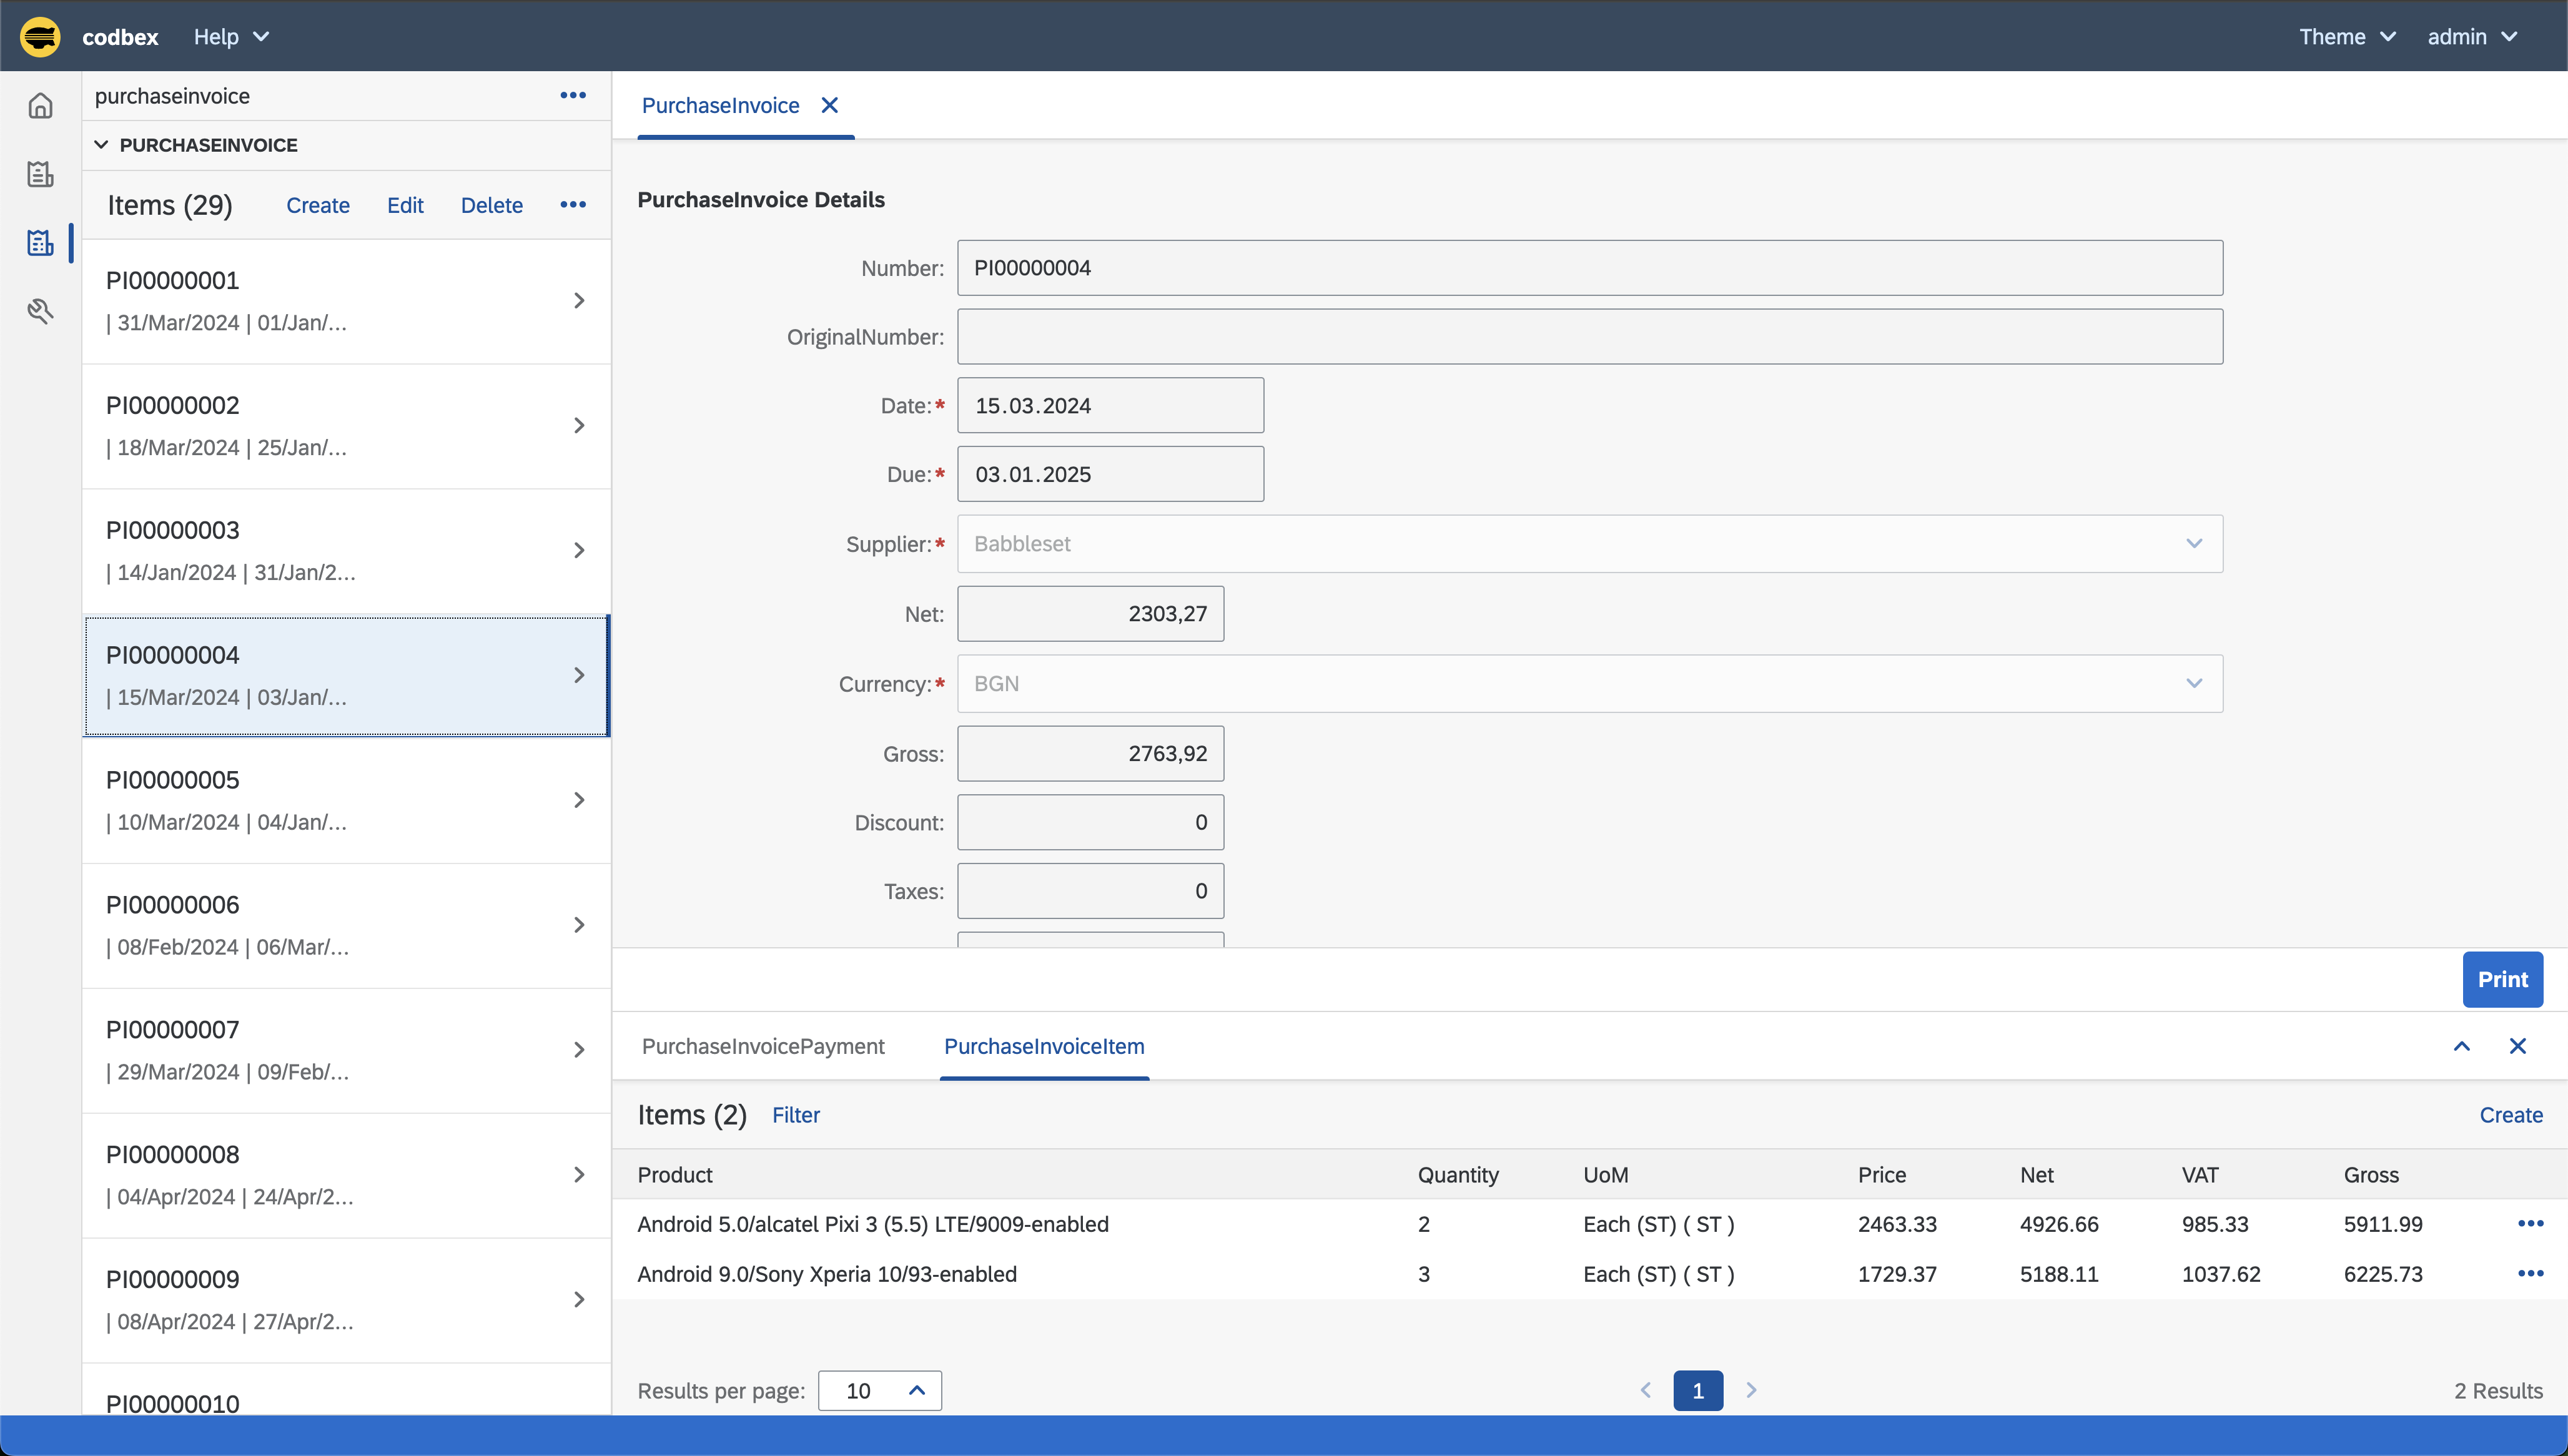 codbex Help Theme admin
purchaseinvoice
PURCHASEINVOICE
Items (29) Create Edit Delete
PI00000001
| 31/Mar/2024 | 01/Jan/...
PI00000002
| 18/Mar/2024 | 25/Jan/...
PI00000003
| 14/Jan/2024 | 31/Jan/2...
PI00000004
| 15/Mar/2024 | 03/Jan/...
PI00000005
| 10/Mar/2024 | 04/Jan/...
PI00000006
| 08/Feb/2024 | 06/Mar/...
PI00000007
| 29/Mar/2024 | 09/Feb/...
PI00000008
| 04/Apr/2024 | 24/Apr/2...
PI00000009
| 08/Apr/2024 | 27/Apr/2...
PI00000010
PurchaseInvoice
PurchaseInvoice Details
Number: PI00000004
OriginalNumber:
Date:* 15.03.2024
Due:* 03.01.2025
Supplier:* Babbleset
Net: 2303,27
Currency:* BGN
Gross: 2763,92
Discount: 0
Taxes: 0
Print
PurchaseInvoicePayment PurchaseInvoiceItem
Items (2) Filter Create
Product Quantity UoM Price Net VAT Gross
Android 5.0/alcatel Pixi 3 (5.5) LTE/9009-enabled 2 Each (ST) ( ST ) 2463.33 4926.66 985.33 5911.99
Android 9.0/Sony Xperia 10/93-enabled 3 Each (ST) ( ST ) 1729.37 5188.11 1037.62 6225.73
Results per page: 10 1 2 Results